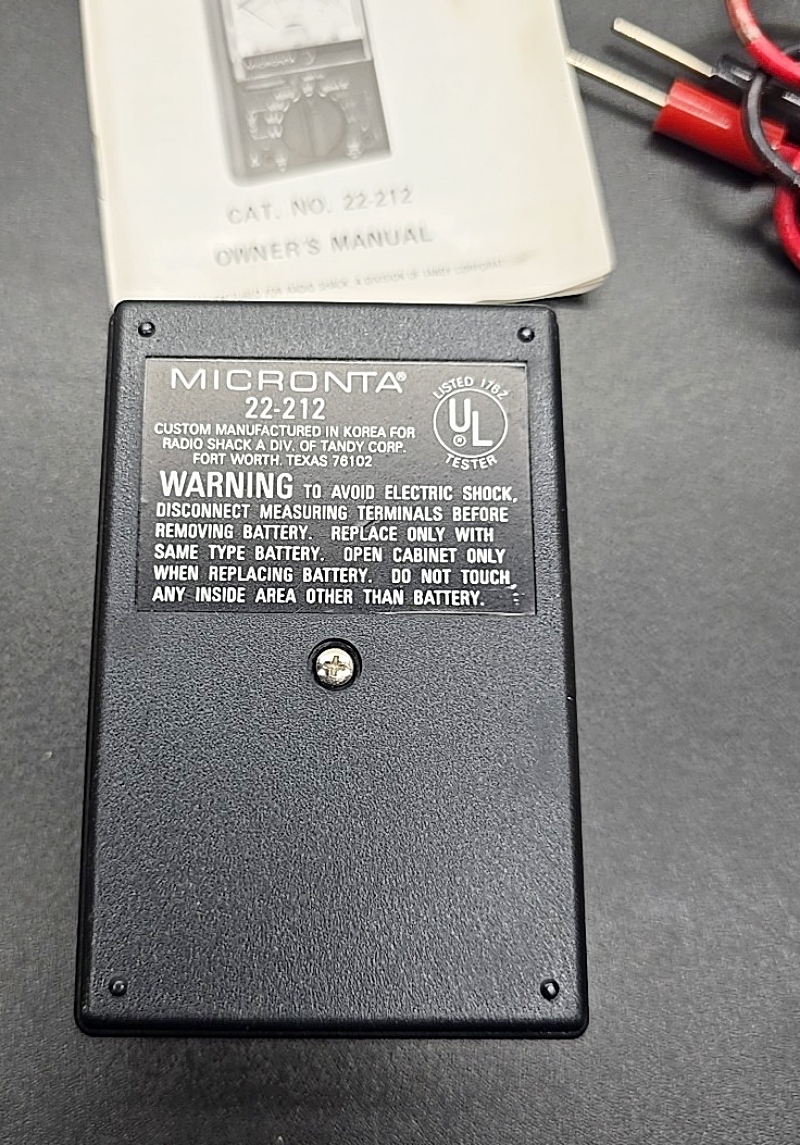 CAT. NO. 22-212
OWNER'S MANUAL
MICRONTA®
22-212
CUSTOM MANUFACTURED IN KOREA FOR
RADIO SHACK A DIV. OF TANDY CORP.
FORT WORTH, TEXAS 76102
LISTED 1762
UL
®
TESTER
WARNING TO AVOID ELECTRIC SHOCK,
DISCONNECT MEASURING TERMINALS BEFORE
REMOVING BATTERY. REPLACE ONLY WITH
SAME TYPE BATTERY. OPEN CABINET ONLY
WHEN REPLACING BATTERY. DO NOT TOUCH
ANY INSIDE AREA OTHER THAN BATTERY.